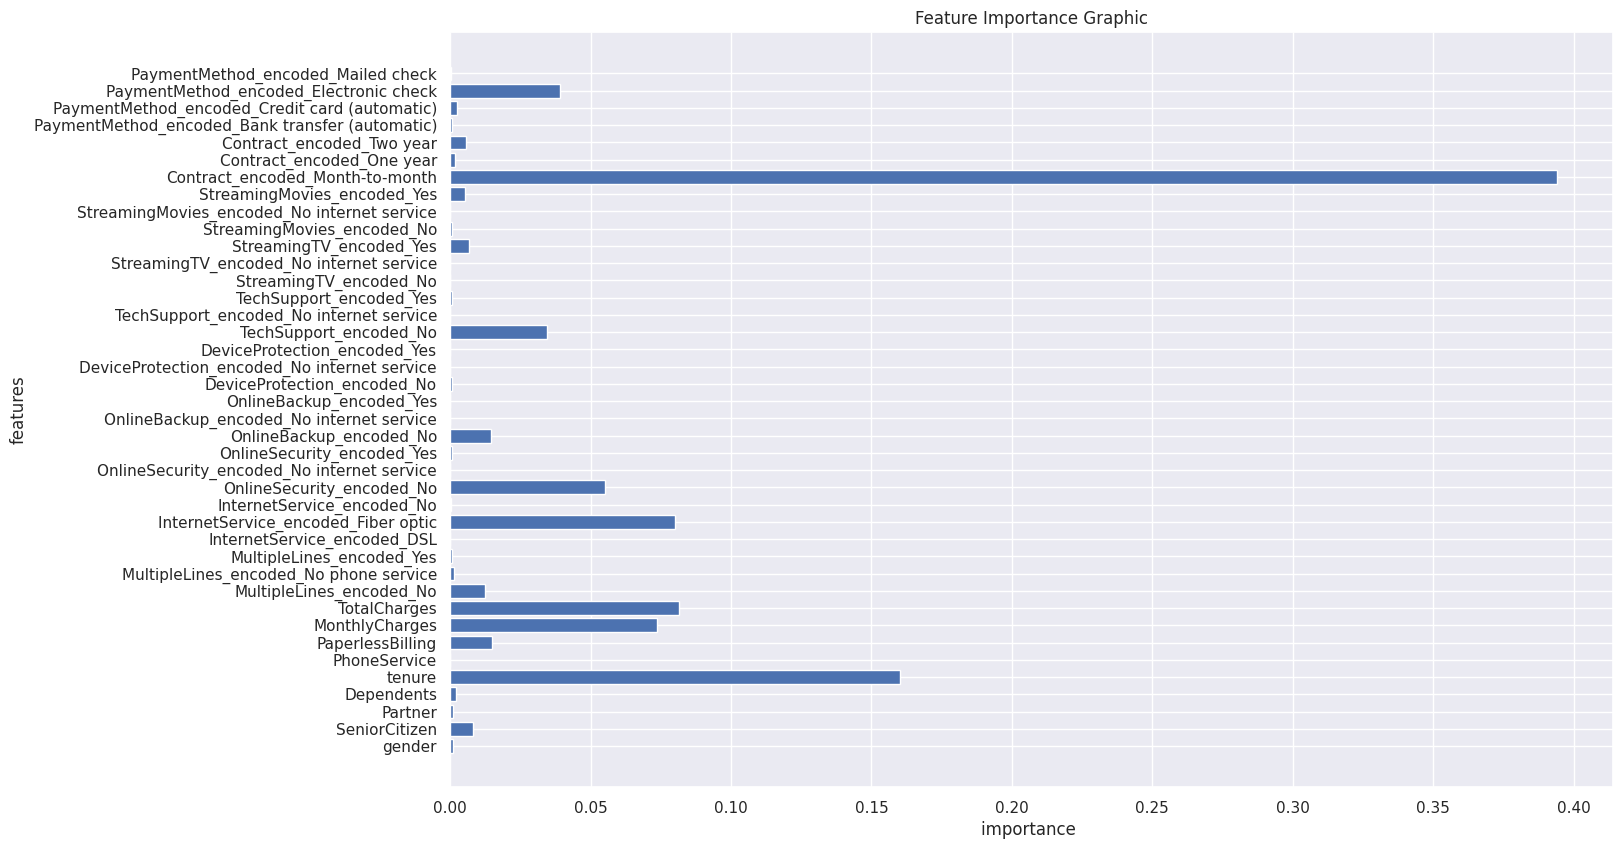 Feature Importance Graphic
PaymentMethod_encoded_Mailed check
PaymentMethod_encoded_Electronic check
PaymentMethod_encoded_Credit card (automatic)
PaymentMethod_encoded_Bank transfer (automatic)
Contract_encoded_Two year
Contract_encoded_One year
Contract_encoded_Month-to-month
StreamingMovies_encoded_Yes
StreamingMovies_encoded_No internet service
StreamingMovies_encoded_No
StreamingTV_encoded_Yes
StreamingTV_encoded_No internet service
StreamingTV_encoded_No
TechSupport_encoded_Yes
TechSupport_encoded_No internet service
TechSupport_encoded_No
DeviceProtection_encoded_Yes
DeviceProtection_encoded_No internet service
DeviceProtection_encoded_No
OnlineBackup_encoded_Yes
OnlineBackup_encoded_No internet service
OnlineBackup_encoded_No
OnlineSecurity_encoded_Yes
OnlineSecurity_encoded_No internet service
OnlineSecurity_encoded_No
InternetService_encoded_No
InternetService_encoded_Fiber optic
InternetService_encoded_DSL
MultipleLines_encoded_Yes
MultipleLines_encoded_No phone service
MultipleLines_encoded_No
TotalCharges
MonthlyCharges
PaperlessBilling
PhoneService
tenure
Dependents
Partner
SeniorCitizen
gender
features
0.00 0.05 0.10 0.15 0.20 0.25 0.30 0.35 0.40
importance